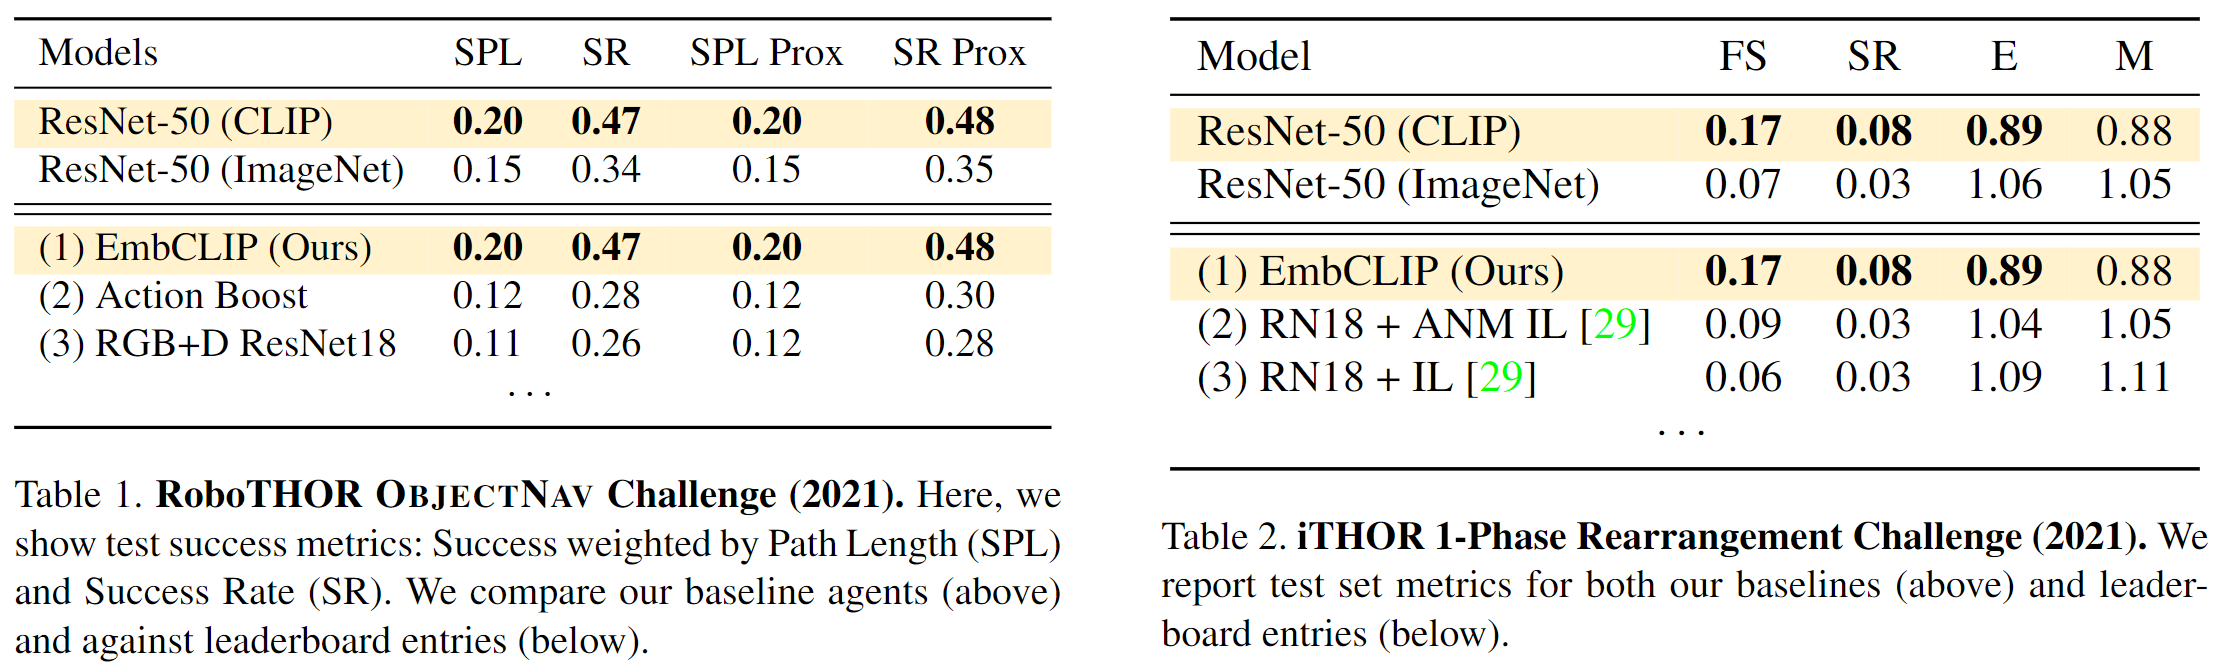 Models SPL SR SPL Prox SR Prox
ResNet-50 (CLIP) 0.20 0.47 0.20 0.48
ResNet-50 (ImageNet) 0.15 0.34 0.15 0.35
(1) EmbCLIP (Ours) 0.20 0.47 0.20 0.48
(2) Action Boost 0.12 0.28 0.12 0.30
(3) RGB+D ResNet18 0.11 0.26 0.12 0.28
. . .
Table 1. RoboTHOR OBJECTNAV Challenge (2021). Here, we
show test success metrics: Success weighted by Path Length (SPL)
and Success Rate (SR). We compare our baseline agents (above)
and against leaderboard entries (below).
Model FS SR E M
ResNet-50 (CLIP) 0.17 0.08 0.89 0.88
ResNet-50 (ImageNet) 0.07 0.03 1.06 1.05
(1) EmbCLIP (Ours) 0.17 0.08 0.89 0.88
(2) RN18 + ANM IL [29] 0.09 0.03 1.04 1.05
(3) RN18 + IL [29] 0.06 0.03 1.09 1.11
. . .
Table 2. iTHOR 1-Phase Rearrangement Challenge (2021). We
report test set metrics for both our baselines (above) and leader-
board entries (below).